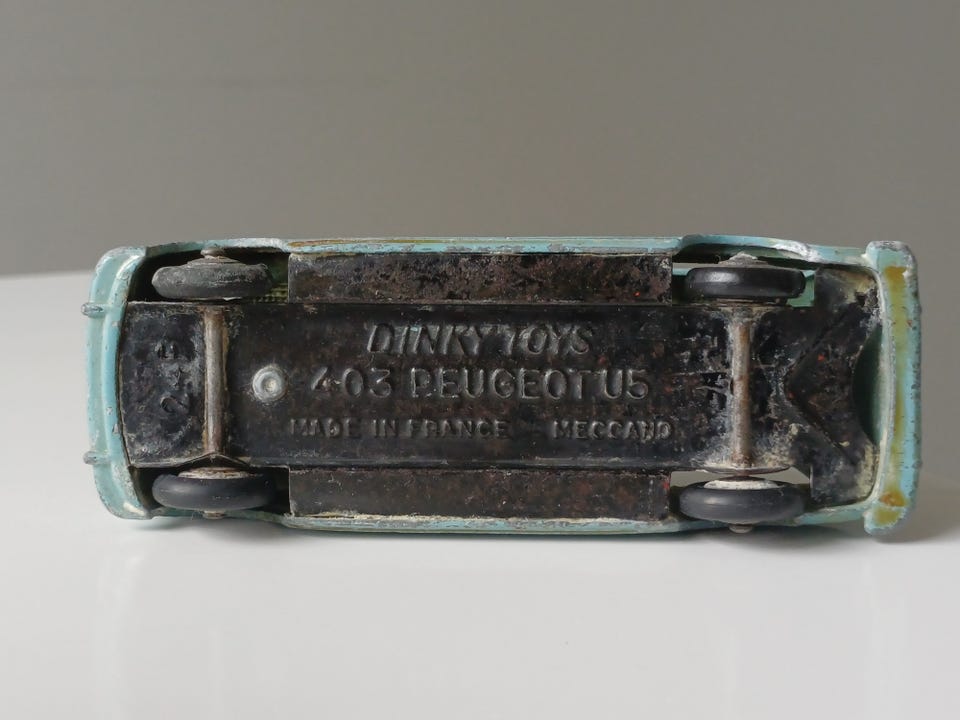 DINKY TOYS
403 PEUGEOT U5
MADE IN FRANCE MECCANO